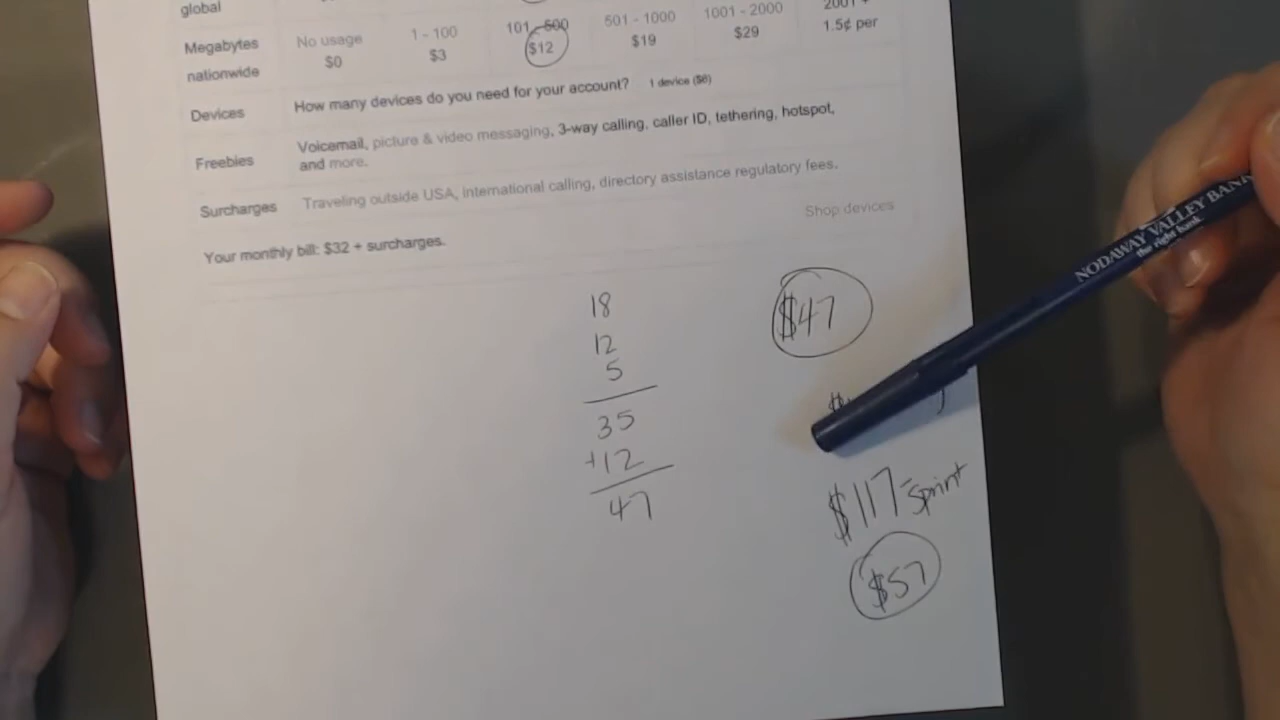 global
Megabytes nationwide
No usage $0
1 - 100 $3
101 - 500 $12
501 - 1000 $19
1001 - 2000 $29
2001 + 1.5¢ per
Devices How many devices do you need for your account? 1 device ($6)
Freebies Voicemail, picture & video messaging, 3-way calling, caller ID, tethering, hotspot,
and more.
Surcharges Traveling outside USA, international calling, directory assistance regulatory fees.
Shop devices
Your monthly bill: $32 + surcharges.
18
12
5
35
+12
47
$47
$117 - Sprint
$57
NODAWAY VALLEY BANK
the right bank